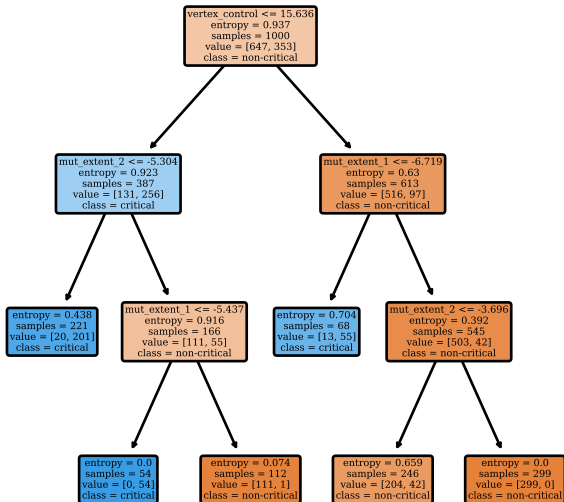 vertex_control <= 15.636
entropy = 0.937
samples = 1000
value = [647, 353]
class = non-critical
mut_extent_2 <= -5.304
entropy = 0.923
samples = 387
value = [131, 256]
class = critical
mut_extent_1 <= -6.719
entropy = 0.63
samples = 613
value = [516, 97]
class = non-critical
entropy = 0.438
samples = 221
value = [20, 201]
class = critical
mut_extent_1 <= -5.437
entropy = 0.916
samples = 166
value = [111, 55]
class = non-critical
entropy = 0.704
samples = 68
value = [13, 55]
class = critical
mut_extent_2 <= -3.696
entropy = 0.392
samples = 545
value = [503, 42]
class = non-critical
entropy = 0.0
samples = 54
value = [0, 54]
class = critical
entropy = 0.074
samples = 112
value = [111, 1]
class = non-critical
entropy = 0.659
samples = 246
value = [204, 42]
class = non-critical
entropy = 0.0
samples = 299
value = [299, 0]
class = non-critical